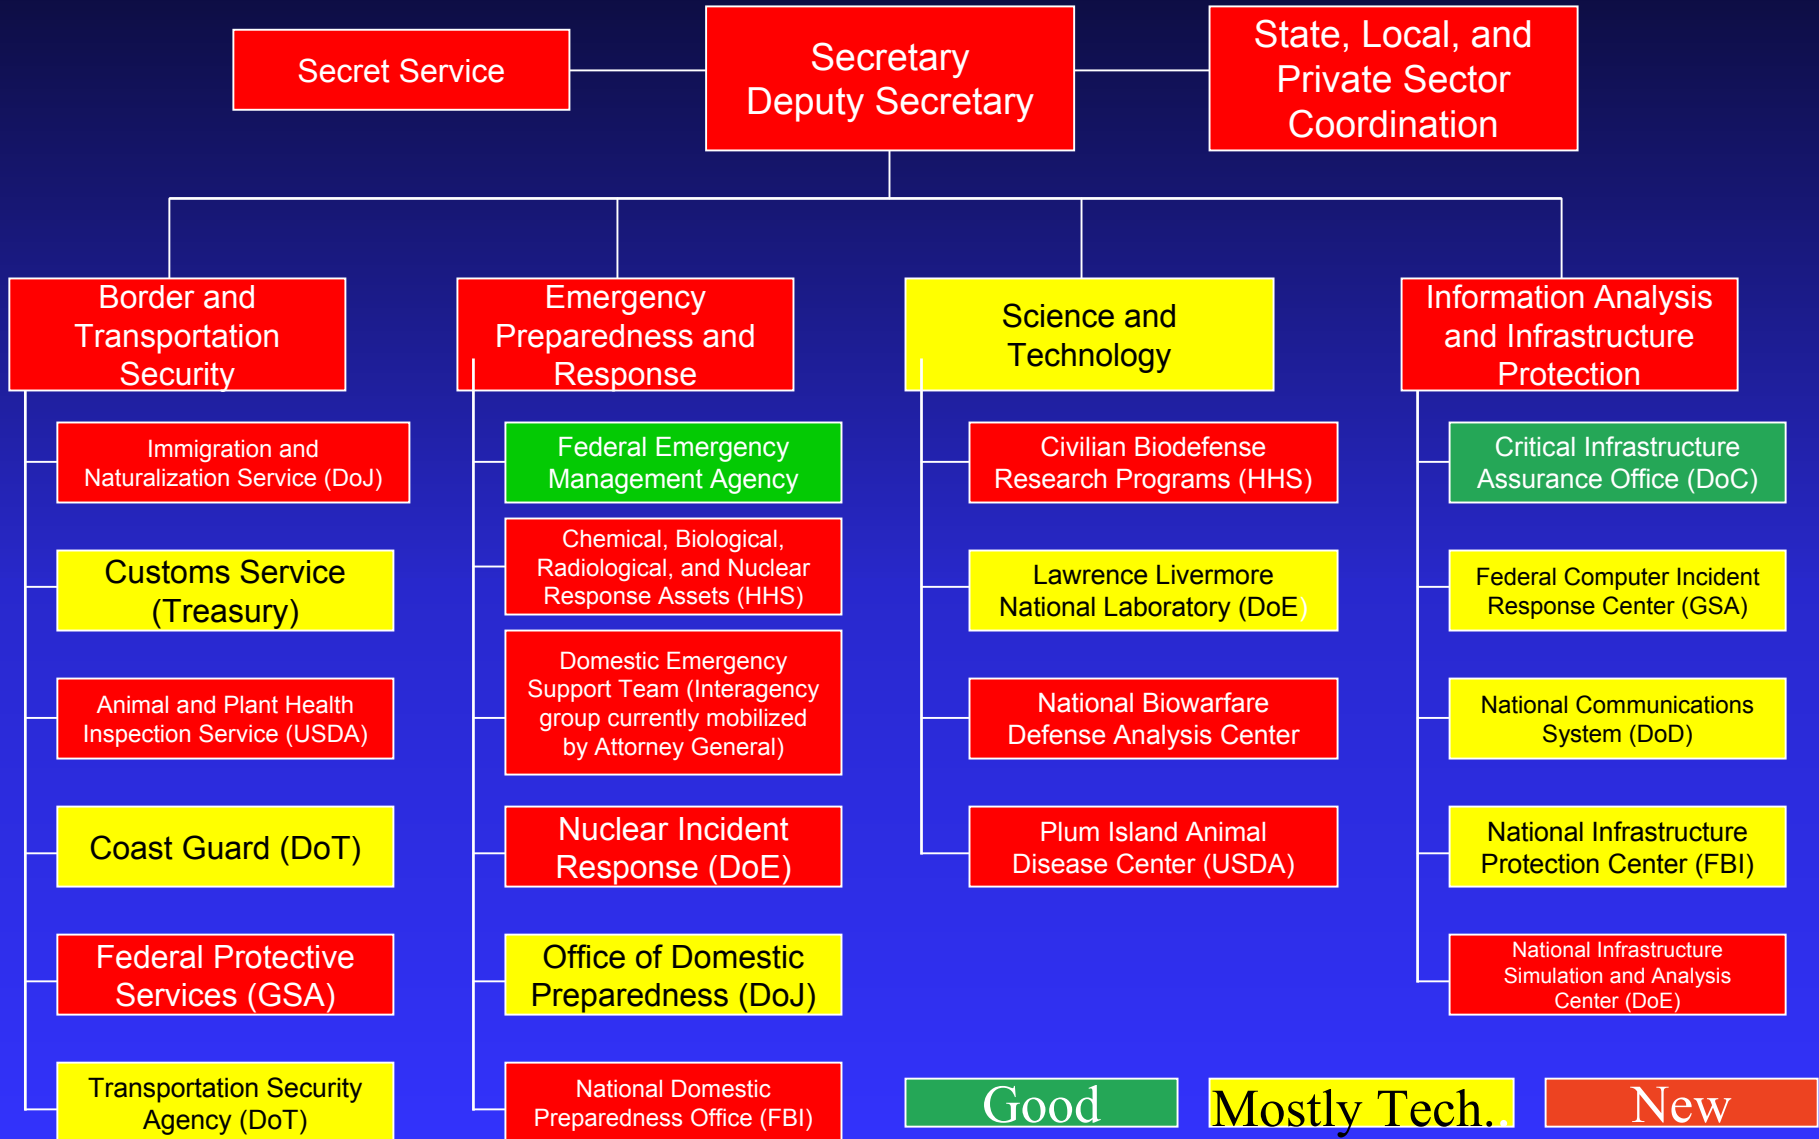 Secret Service
Secretary
Deputy Secretary
State, Local, and
Private Sector
Coordination
Border and
Transportation
Security
Immigration and
Naturalization Service (DoJ)
Customs Service
(Treasury)
Animal and Plant Health
Inspection Service (USDA)
Coast Guard (DoT)
Federal Protective
Services (GSA)
Transportation Security
Agency (DoT)
Emergency
Preparedness and
Response
Federal Emergency
Management Agency
Chemical, Biological,
Radiological, and Nuclear
Response Assets (HHS)
Domestic Emergency
Support Team (Interagency
group currently mobilized
by Attorney General)
Nuclear Incident
Response (DoE)
Office of Domestic
Preparedness (DoJ)
National Domestic
Preparedness Office (FBI)
Science and
Technology
Civilian Biodefense
Research Programs (HHS)
Lawrence Livermore
National Laboratory (DoE)
National Biowarfare
Defense Analysis Center
Plum Island Animal
Disease Center (USDA)
Information Analysis
and Infrastructure
Protection
Critical Infrastructure
Assurance Office (DoC)
Federal Computer Incident
Response Center (GSA)
National Communications
System (DoD)
National Infrastructure
Protection Center (FBI)
National Infrastructure
Simulation and Analysis
Center (DoE)
Good
Mostly Tech..
New